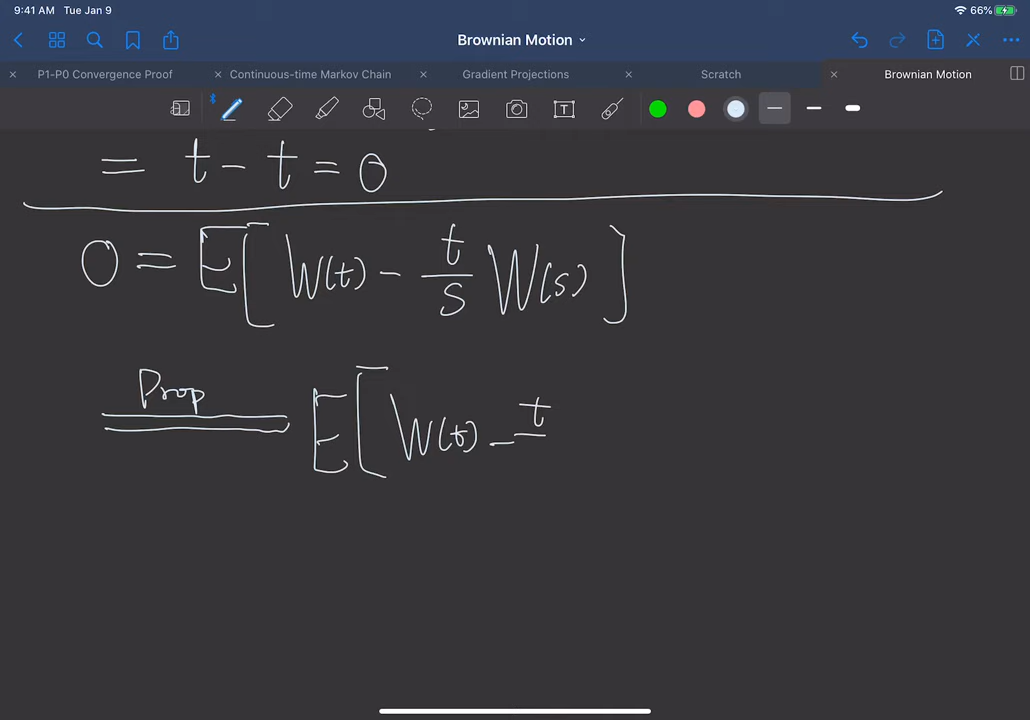 9:41 AM Tue Jan 9 66%
Brownian Motion
P1-P0 Convergence Proof Continuous-time Markov Chain Gradient Projections Scratch Brownian Motion
= t - t = 0
0 = E[ W(t) - t/s W(s) ]
Prop E[ W(t) - t